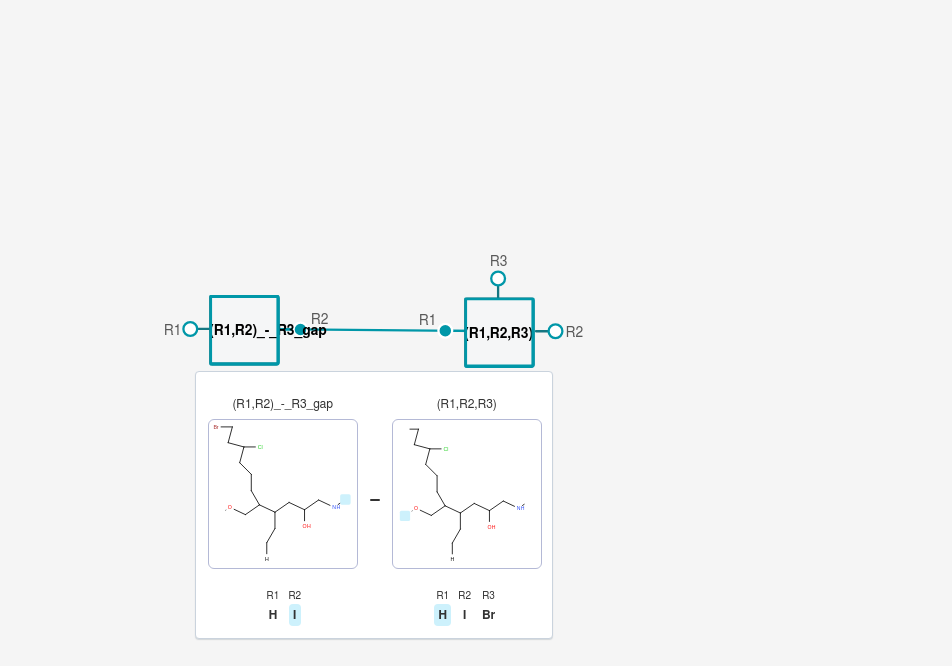 R3
R1
(R1,R2)_-_R3_gap
R2
R1
(R1,R2,R3)
R2
(R1,R2)_-_R3_gap
(R1,R2,R3)
Br
Cl
O
NH
OH
H
–
Cl
O
NH
OH
H
R1 R2
H I
R1 R2 R3
H I Br